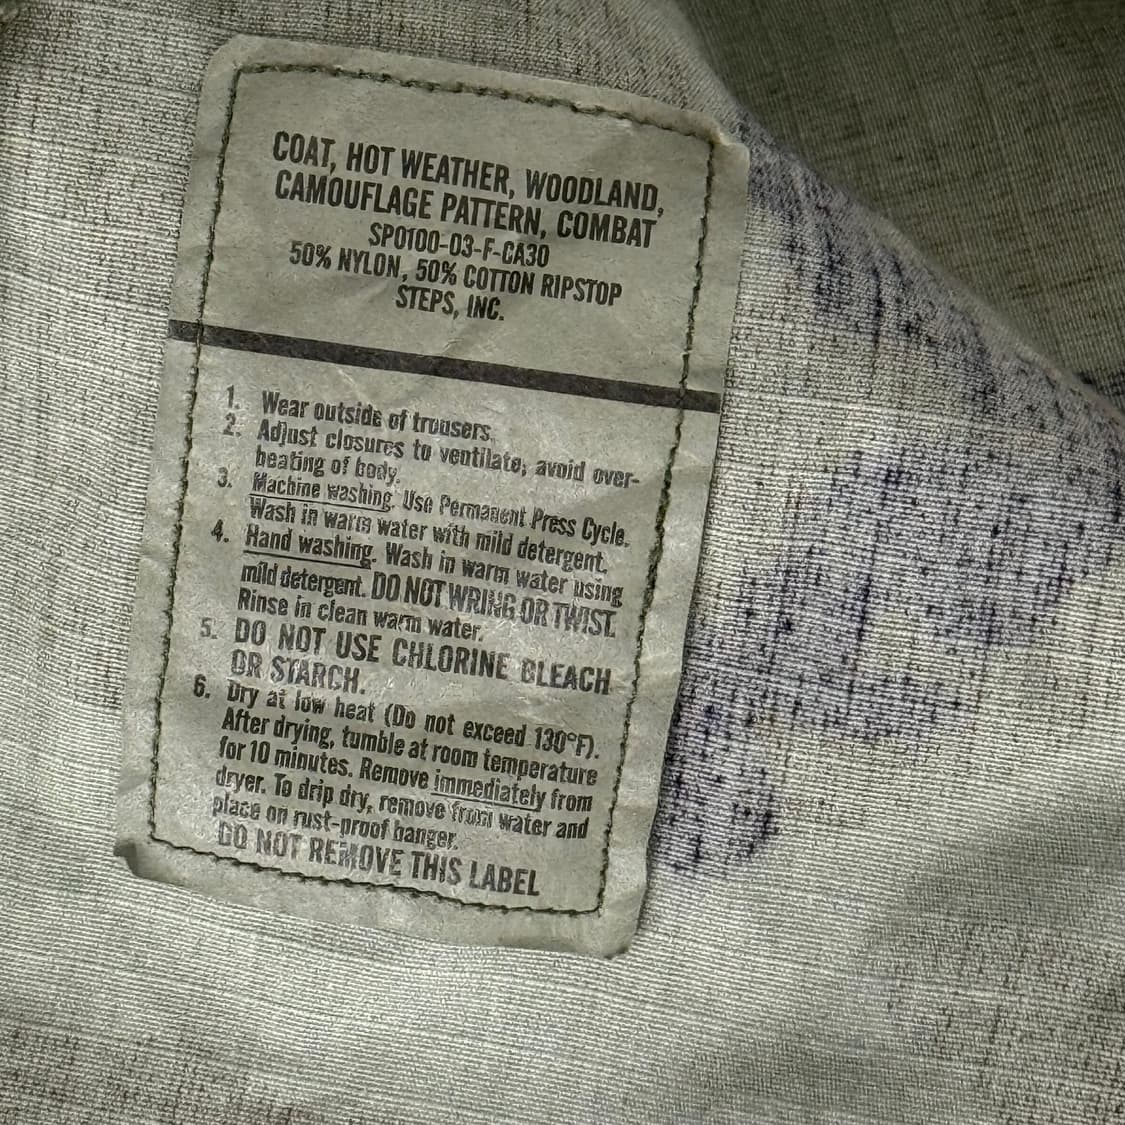 COAT, HOT WEATHER, WOODLAND,
CAMOUFLAGE PATTERN, COMBAT
SPO100-03-F-CA30
50% NYLON, 50% COTTON RIPSTOP
STEPS, INC.
1. Wear outside of trousers.
2. Adjust closures to ventilate; avoid over-
heating of body.
3. Machine washing. Use Permanent Press Cycle.
Wash in warm water with mild detergent.
4. Hand washing. Wash in warm water using
mild detergent. DO NOT WRING OR TWIST.
Rinse in clean warm water.
5. DO NOT USE CHLORINE BLEACH
OR STARCH.
6. Dry at low heat (Do not exceed 130°F).
After drying, tumble at room temperature
for 10 minutes. Remove immediately from
dryer. To drip dry, remove from water and
place on rust-proof hanger.
DO NOT REMOVE THIS LABEL